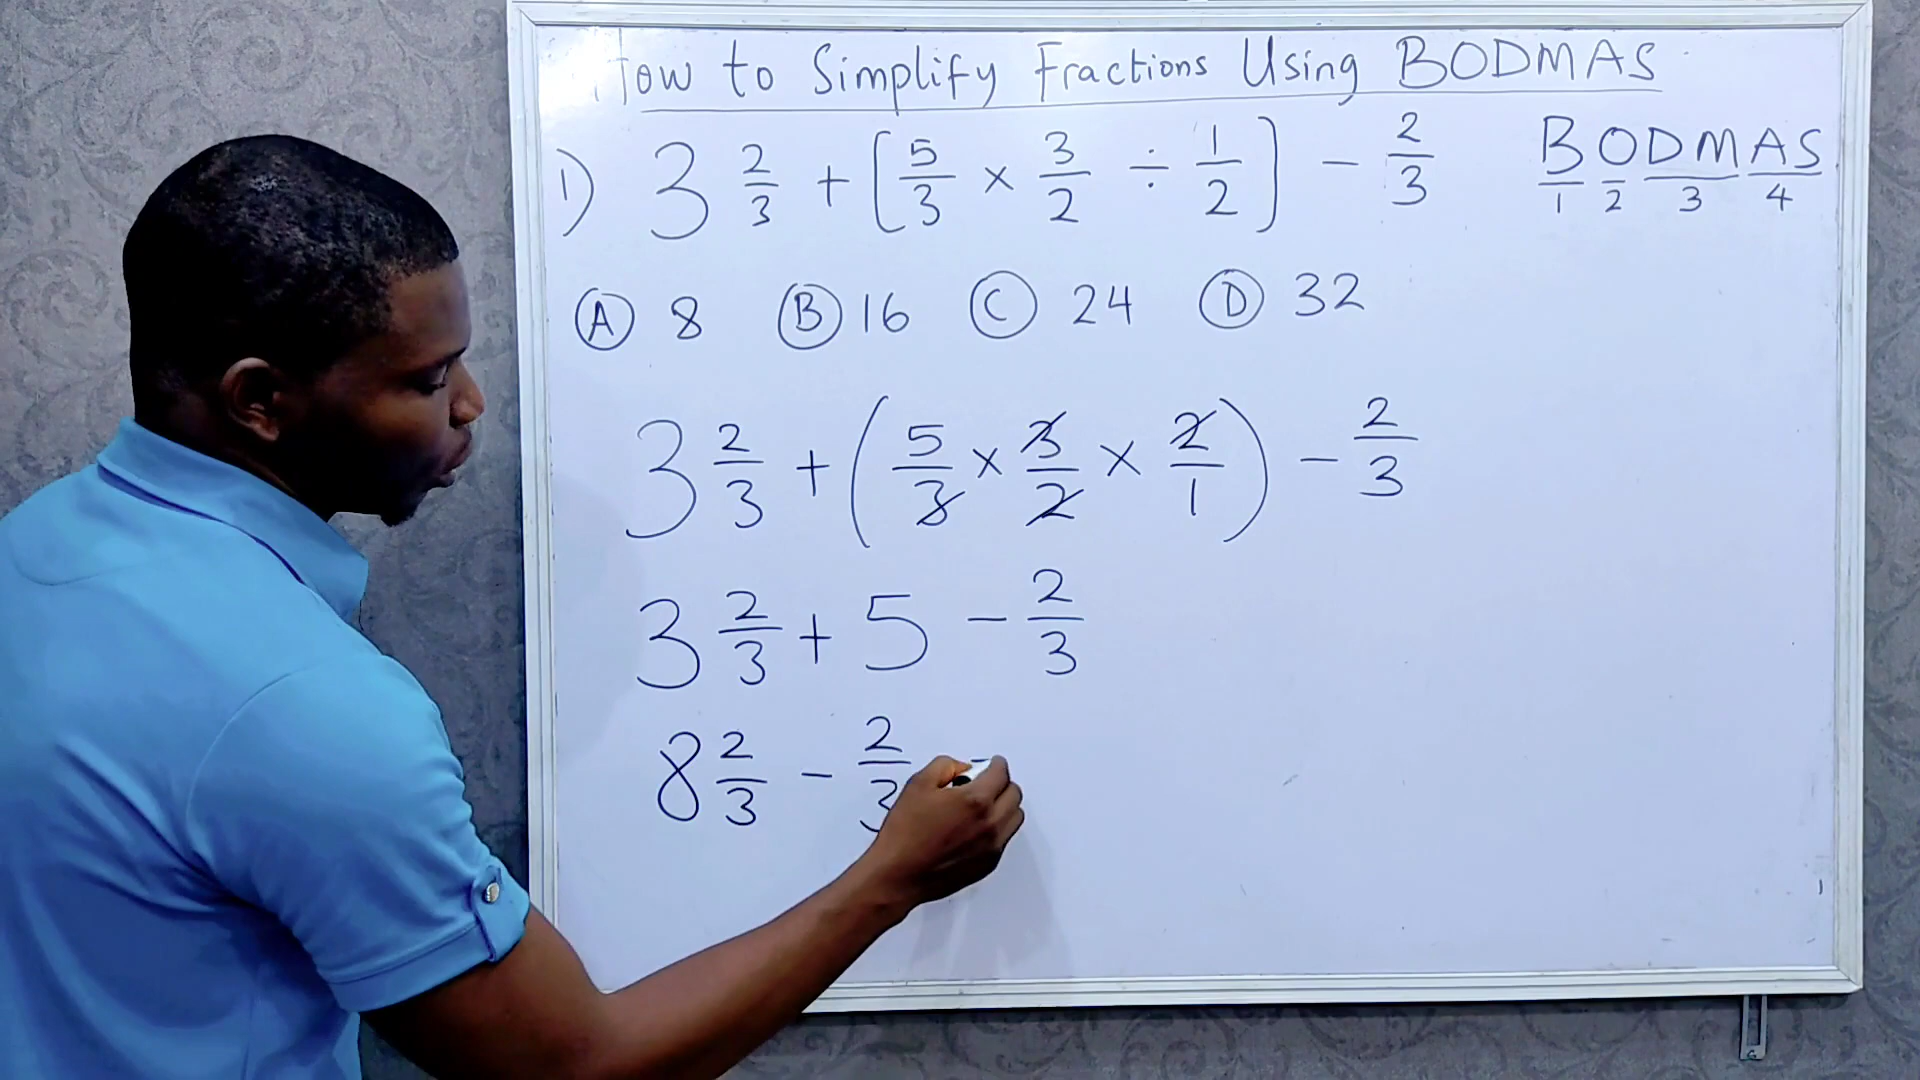 How to Simplify Fractions Using BODMAS
1) 3 2/3 + [5/3 × 3/2 ÷ 1/2] - 2/3
BODMAS
1 2 3 4
(A) 8 (B) 16 (C) 24 (D) 32
3 2/3 + (5/3 × 3/2 × 2/1) - 2/3
3 2/3 + 5 - 2/3
8 2/3 - 2/3